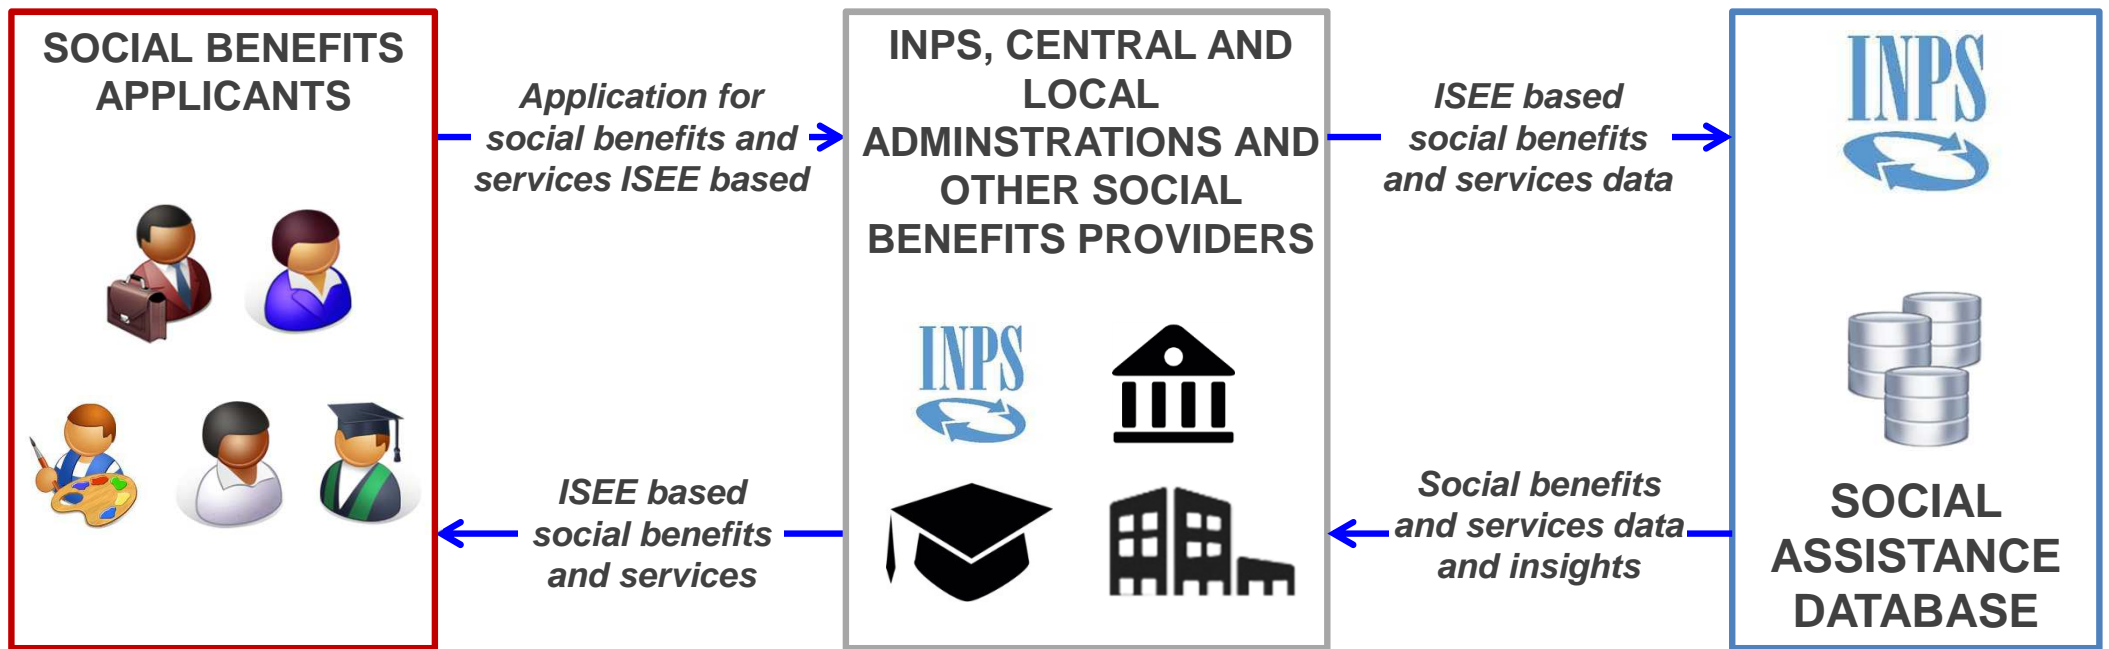 SOCIAL BENEFITS
APPLICANTS
Application for
social benefits and
services ISEE based
ISEE based
social benefits
and services
INPS, CENTRAL AND
LOCAL
ADMINSTRATIONS AND
OTHER SOCIAL
BENEFITS PROVIDERS
INPS
ISEE based
social benefits
and services data
Social benefits
and services data
and insights
INPS
SOCIAL
ASSISTANCE
DATABASE